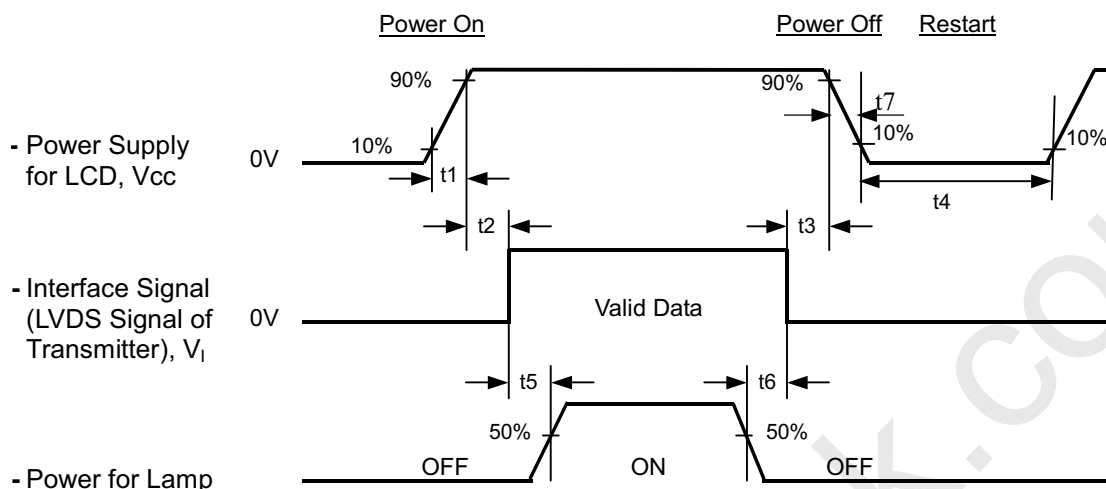 Power On
Power Off Restart
90%
90%
t7
10%
10%
10%
- Power Supply
for LCD, Vcc
0V
t1
t4
t2
t3
- Interface Signal
(LVDS Signal of
Transmitter), VI
0V
Valid Data
t5
t6
50%
50%
- Power for Lamp
OFF
ON
OFF